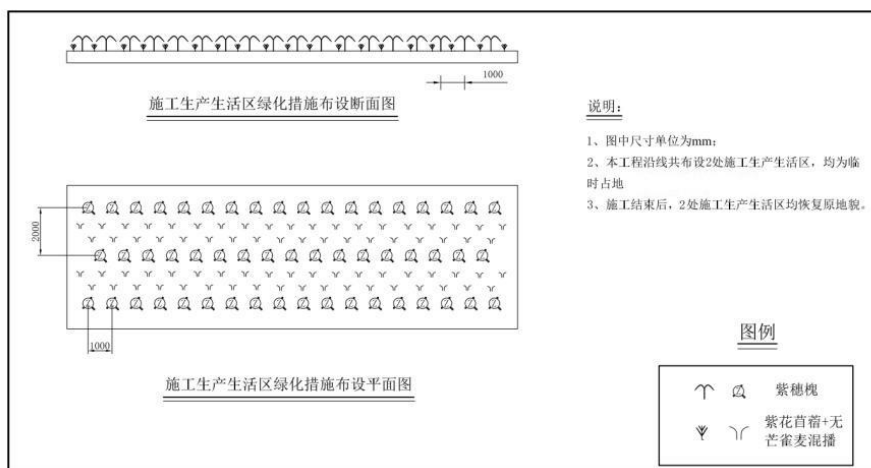 1000
施工生产生活区绿化措施布设断面图
说明:
1、图中尺寸单位为mm;
2、本工程沿线共布设2处施工生产生活区，均为临
时占地
3、施工结束后，2处施工生产生活区均恢复原地貌。
2000
1000
施工生产生活区绿化措施布设平面图
图例
紫穗槐
紫花苜蓿+无
芒雀麦混播